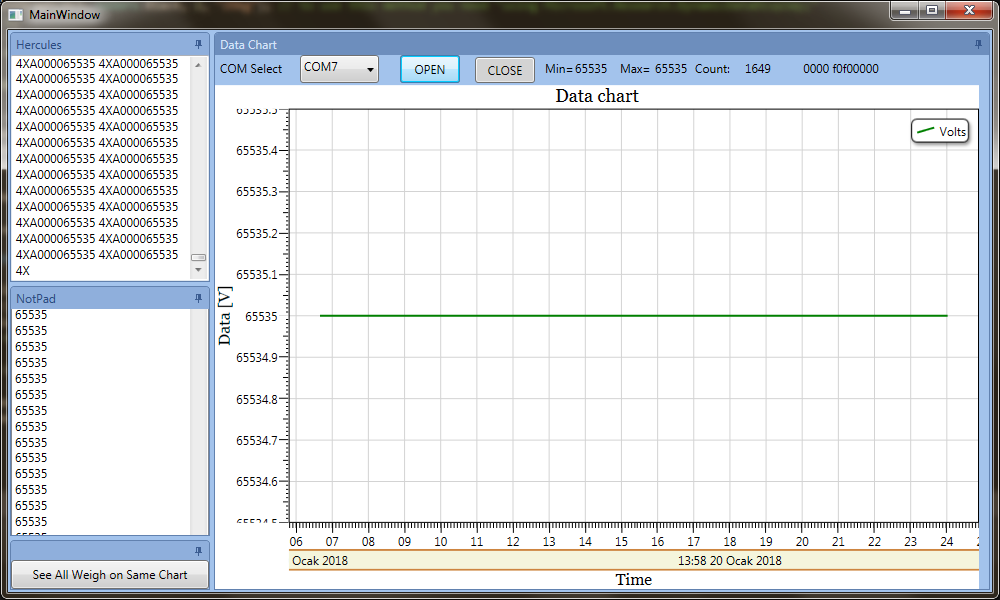 MainWindow
Hercules
4XA000065535 4XA000065535
4XA000065535 4XA000065535
4XA000065535 4XA000065535
4XA000065535 4XA000065535
4XA000065535 4XA000065535
4XA000065535 4XA000065535
4XA000065535 4XA000065535
4XA000065535 4XA000065535
4XA000065535 4XA000065535
4XA000065535 4XA000065535
4XA000065535 4XA000065535
4XA000065535 4XA000065535
4XA000065535 4XA000065535
4X
NotPad
65535
65535
65535
65535
65535
65535
65535
65535
65535
65535
65535
65535
65535
65535
See All Weigh on Same Chart
Data Chart
COM Select COM7 OPEN CLOSE Min= 65535 Max= 65535 Count: 1649 0000 f0f00000
Data chart
Volts
65535.5
65535.4
65535.3
65535.2
65535.1
65535
65534.9
65534.8
65534.7
65534.6
65534.5
Data [V]
06 07 08 09 10 11 12 13 14 15 16 17 18 19 20 21 22 23 24
Ocak 2018 13:58 20 Ocak 2018
Time